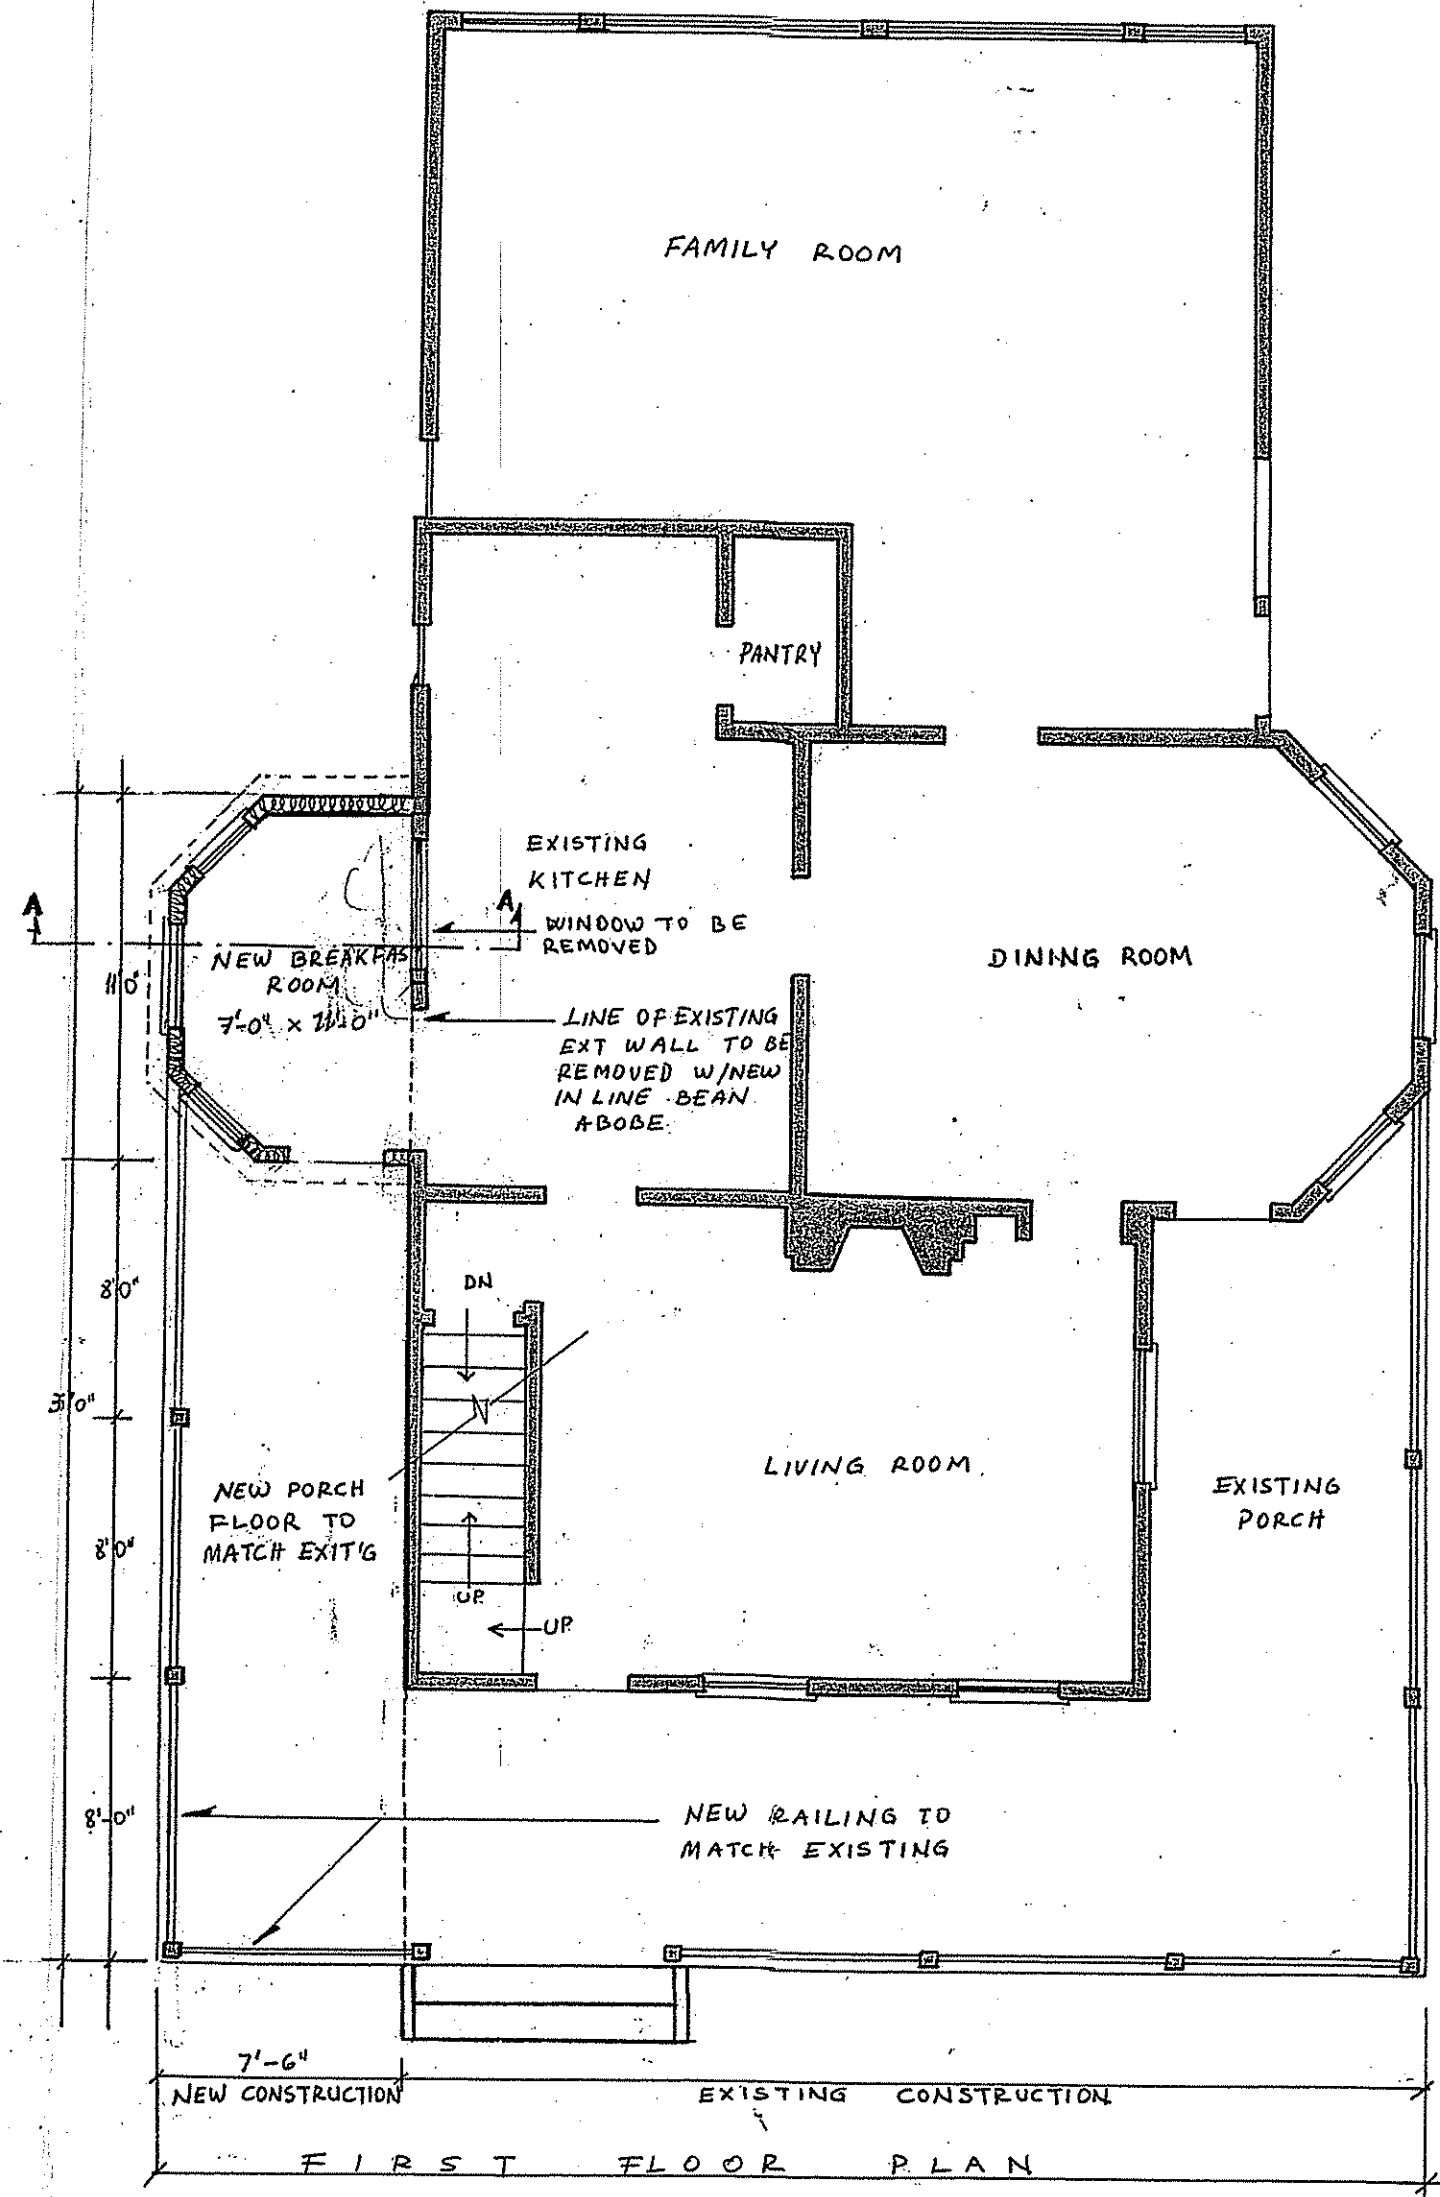 FAMILY ROOM
PANTRY
EXISTING
KITCHEN
A
A
WINDOW TO BE
REMOVED
NEW BREAKFAS
ROOM
7'-0" x 11'-0"
DINING ROOM
11'0"
LINE OF EXISTING
EXT WALL TO BE
REMOVED W/NEW
IN LINE BEAN
ABOBE
DN
8'0"
N
LIVING ROOM
EXISTING
PORCH
NEW PORCH
FLOOR TO
MATCH EXIT'G
8'0"
UP
UP
8'-0"
NEW RAILING TO
MATCH EXISTING
7'-6"
NEW CONSTRUCTION
EXISTING CONSTRUCTION
FIRST FLOOR PLAN